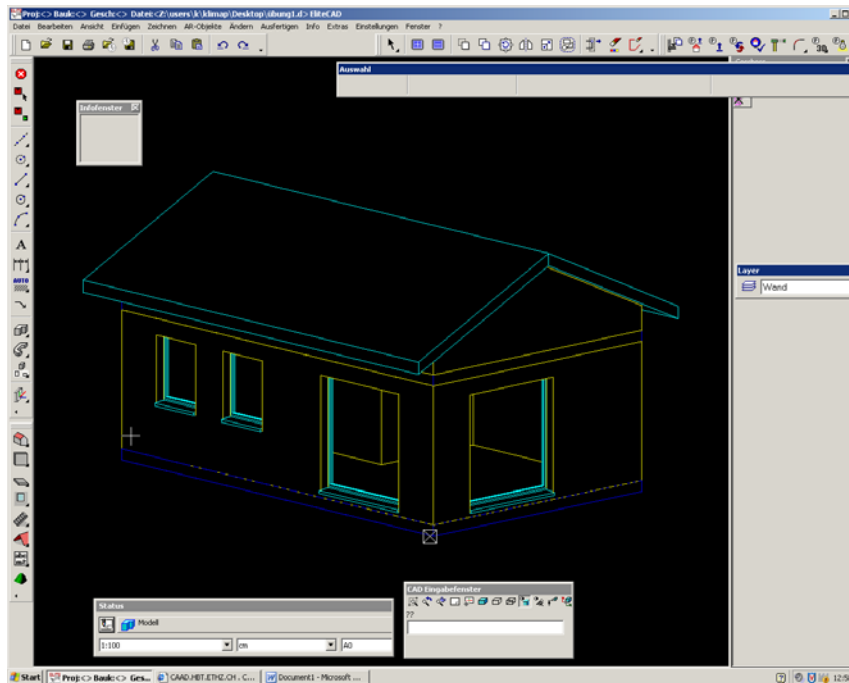 Proj:<> Bauk:<> Gesch:<> Datei:<Z:\users\k\klimap\Desktop\übung1.d> EliteCAD
Datei Bearbeiten Ansicht Einfügen Zeichnen AR-Objekte Ändern Ausfertigen Info Extras Einstellungen Fenster ?
Auswahl
Infofenster
A
AUTO
Layer
Wand
CAD Eingabefenster
??
Status
Modell
1:100 cm A0
Start Proj:<> Bauk:<> Ges... CAAD.HBT.ETHZ.CH . C... Document1 - Microsoft ...